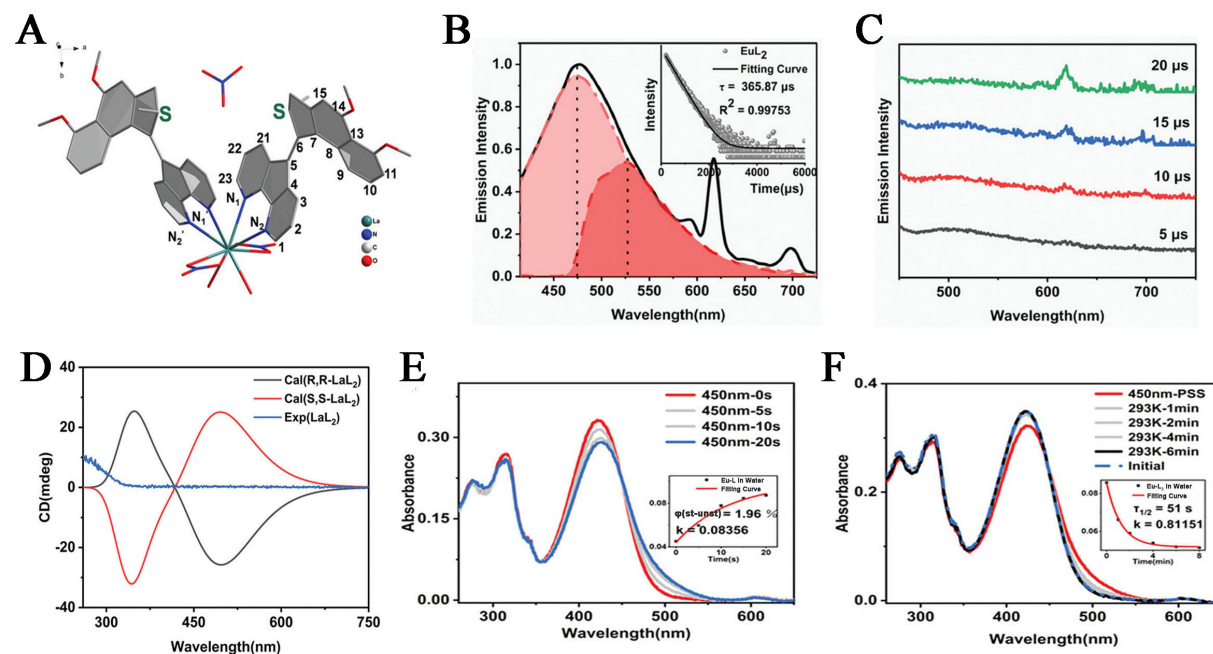 A
c
a
b
S
S
15
14
13
21
6
7
22
8
5
11
9
10
23
4
3
N1
N1'
N2
2
N2'
1
La
N
C
O
B
Emission Intensity
1.0
0.8
0.6
0.4
0.2
0.0
450
500
550
600
650
700
Wavelength(nm)
EuL2
Fitting Curve
τ = 365.87 μs
R2 = 0.99753
Intensity
0
2000
4000
6000
Time(μs)
C
Emission Intensity
20 μs
15 μs
10 μs
5 μs
500
600
700
Wavelength(nm)
D
CD(mdeg)
40
20
0
-20
-40
Cal(R,R-LaL2)
Cal(S,S-LaL2)
Exp(LaL2)
300
450
600
750
Wavelength(nm)
E
Absorbance
0.30
0.15
0.00
450nm-0s
450nm-5s
450nm-10s
450nm-20s
Eu-L In Water
Fitting Curve
φ(st-unst) = 1.96 %
k = 0.08356
0.08
0.04
0
10
20
Time(s)
300
400
500
600
Wavelength(nm)
F
Absorbance
0.4
0.2
0.0
450nm-PSS
293K-1min
293K-2min
293K-4min
293K-6min
Initial
Eu-L2 In Water
Fitting Curve
τ1/2 = 51 s
k = 0.81151
0.08
0.06
0
4
8
Time(min)
300
400
500
600
Wavelength(nm)